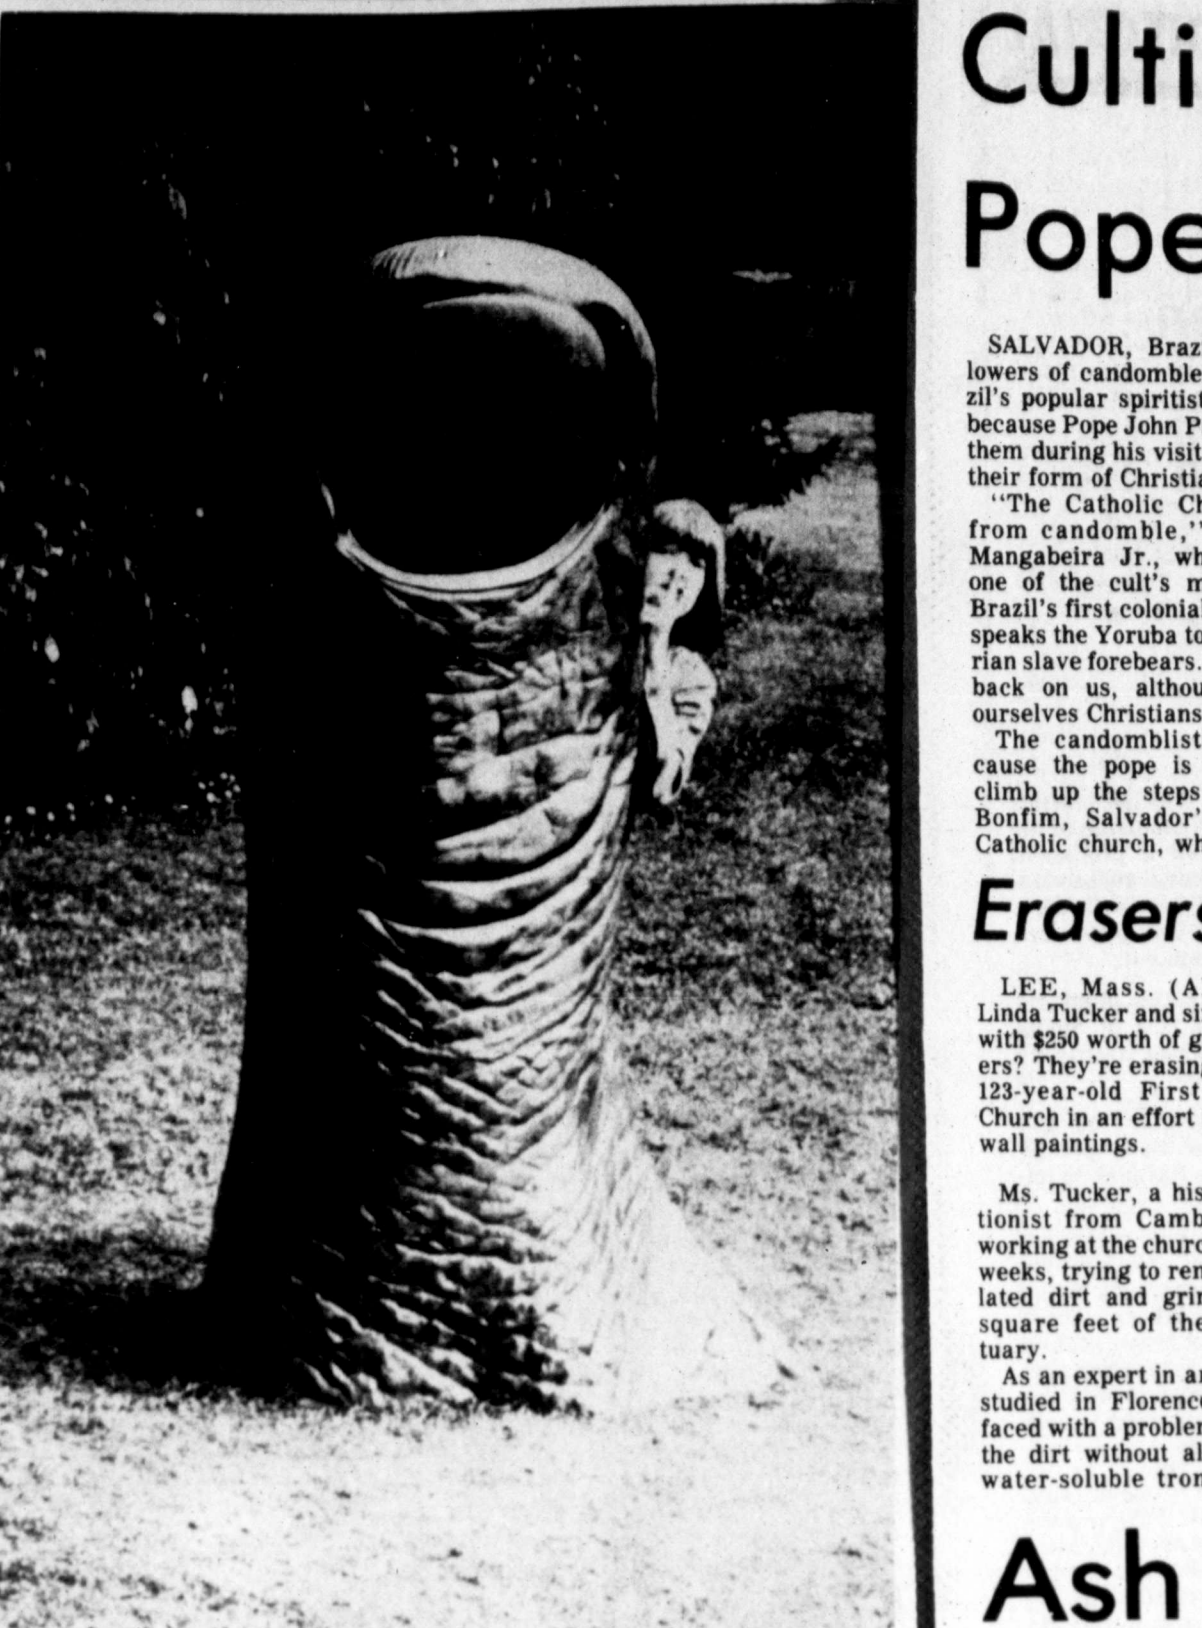 Culti
Pope
SALVADOR, Braz
lowers of candomble
zil's popular spiritist
because Pope John P
them during his visit
their form of Christia
"The Catholic Ch
from candomble,"
Mangabeira Jr., wh
one of the cult's m
Brazil's first colonial
speaks the Yoruba to
rian slave forebears.
back on us, althou
ourselves Christians
The candomblist
cause the pope is
climb up the steps
Bonfim, Salvador'
Catholic church, wh
Erasers
LEE, Mass. (A
Linda Tucker and si
with $250 worth of g
ers? They're erasing
123-year-old First
Church in an effort
wall paintings.
Ms. Tucker, a his
tionist from Camb
working at the churc
weeks, trying to rem
lated dirt and grim
square feet of the
tuary.
As an expert in ar
studied in Florence
faced with a problem
the dirt without al
water-soluble trom
Ash